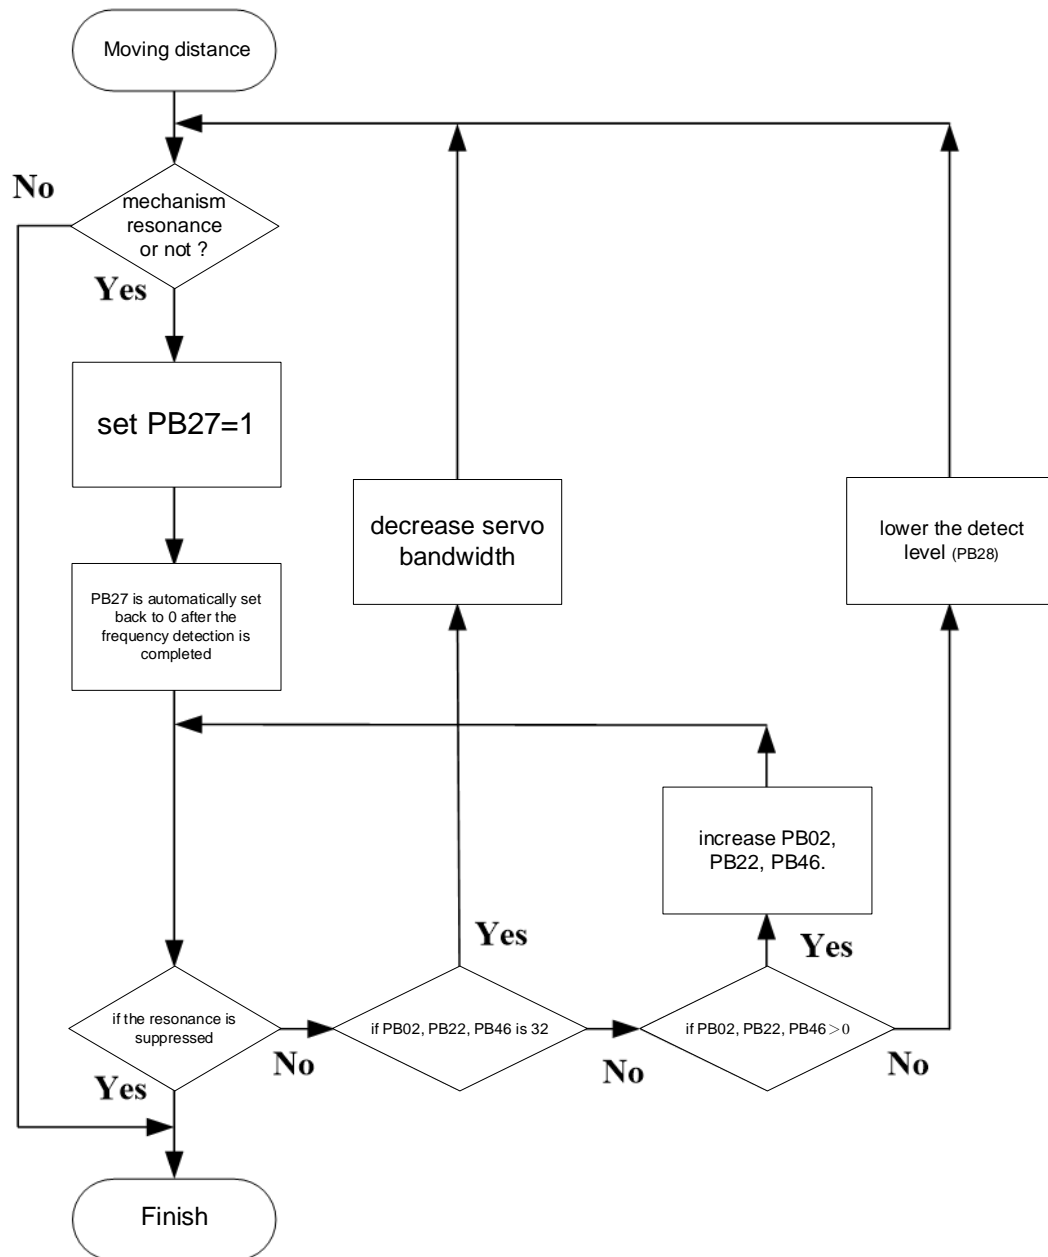 Moving distance
No
mechanism
resonance
or not ?
Yes
set PB27=1
decrease servo
bandwidth
lower the detect
level (PB28)
PB27 is automatically set
back to 0 after the
frequency detection is
completed
increase PB02,
PB22, PB46.
Yes
Yes
if the resonance is
suppressed
if PB02, PB22, PB46 is 32
if PB02, PB22, PB46＞0
No
No
No
Yes
Finish